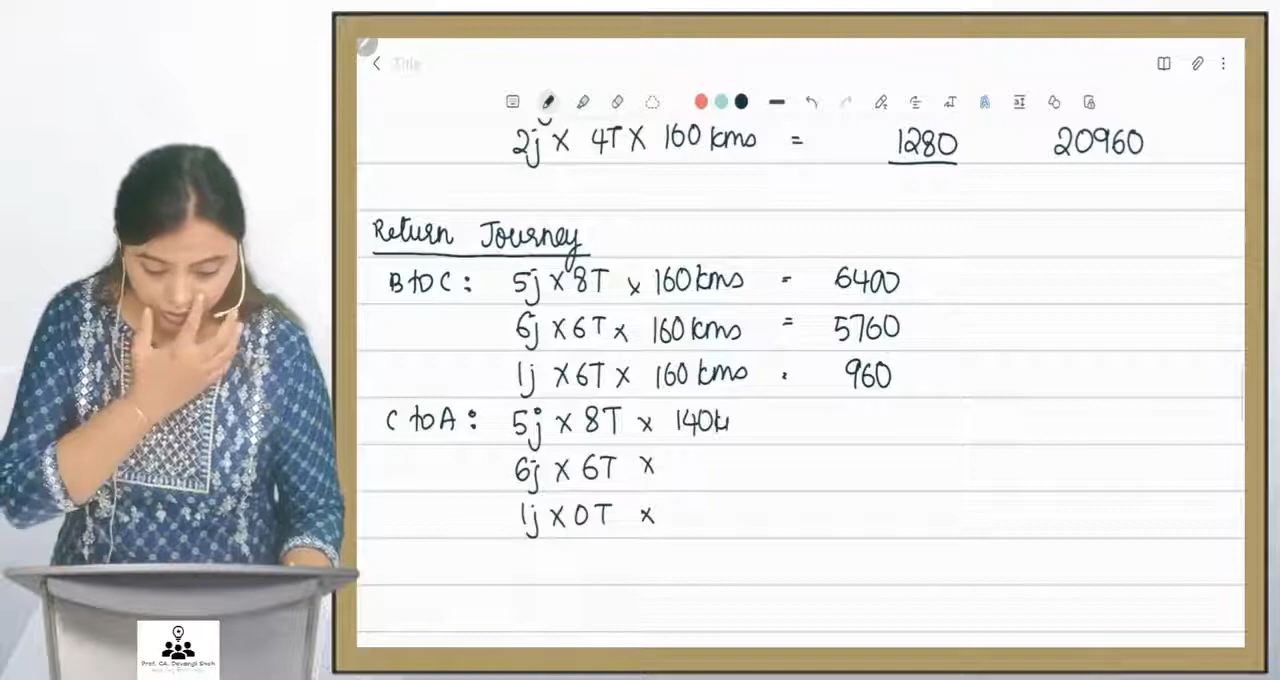 Title
2j X 4T X 160 kms = 1280 20960
Return Journey
B to C : 5j X 8T x 160 kms = 6400
6j X 6T x 160 kms = 5760
1j X 6T X 160 kms = 960
C to A : 5j x 8T x 140k
6j X 6T X
1j X 0T X
Prof. CA. Devangi Shah